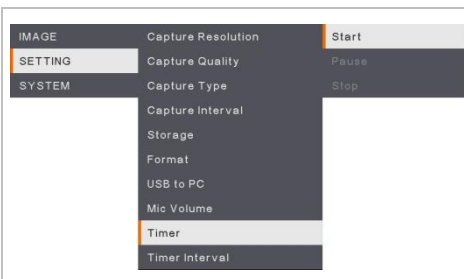 IMAGE
SETTING
SYSTEM
Capture Resolution
Capture Quality
Capture Type
Capture Interval
Storage
Format
USB to PC
Mic Volume
Timer
Timer Interval
Start
Pause
Stop